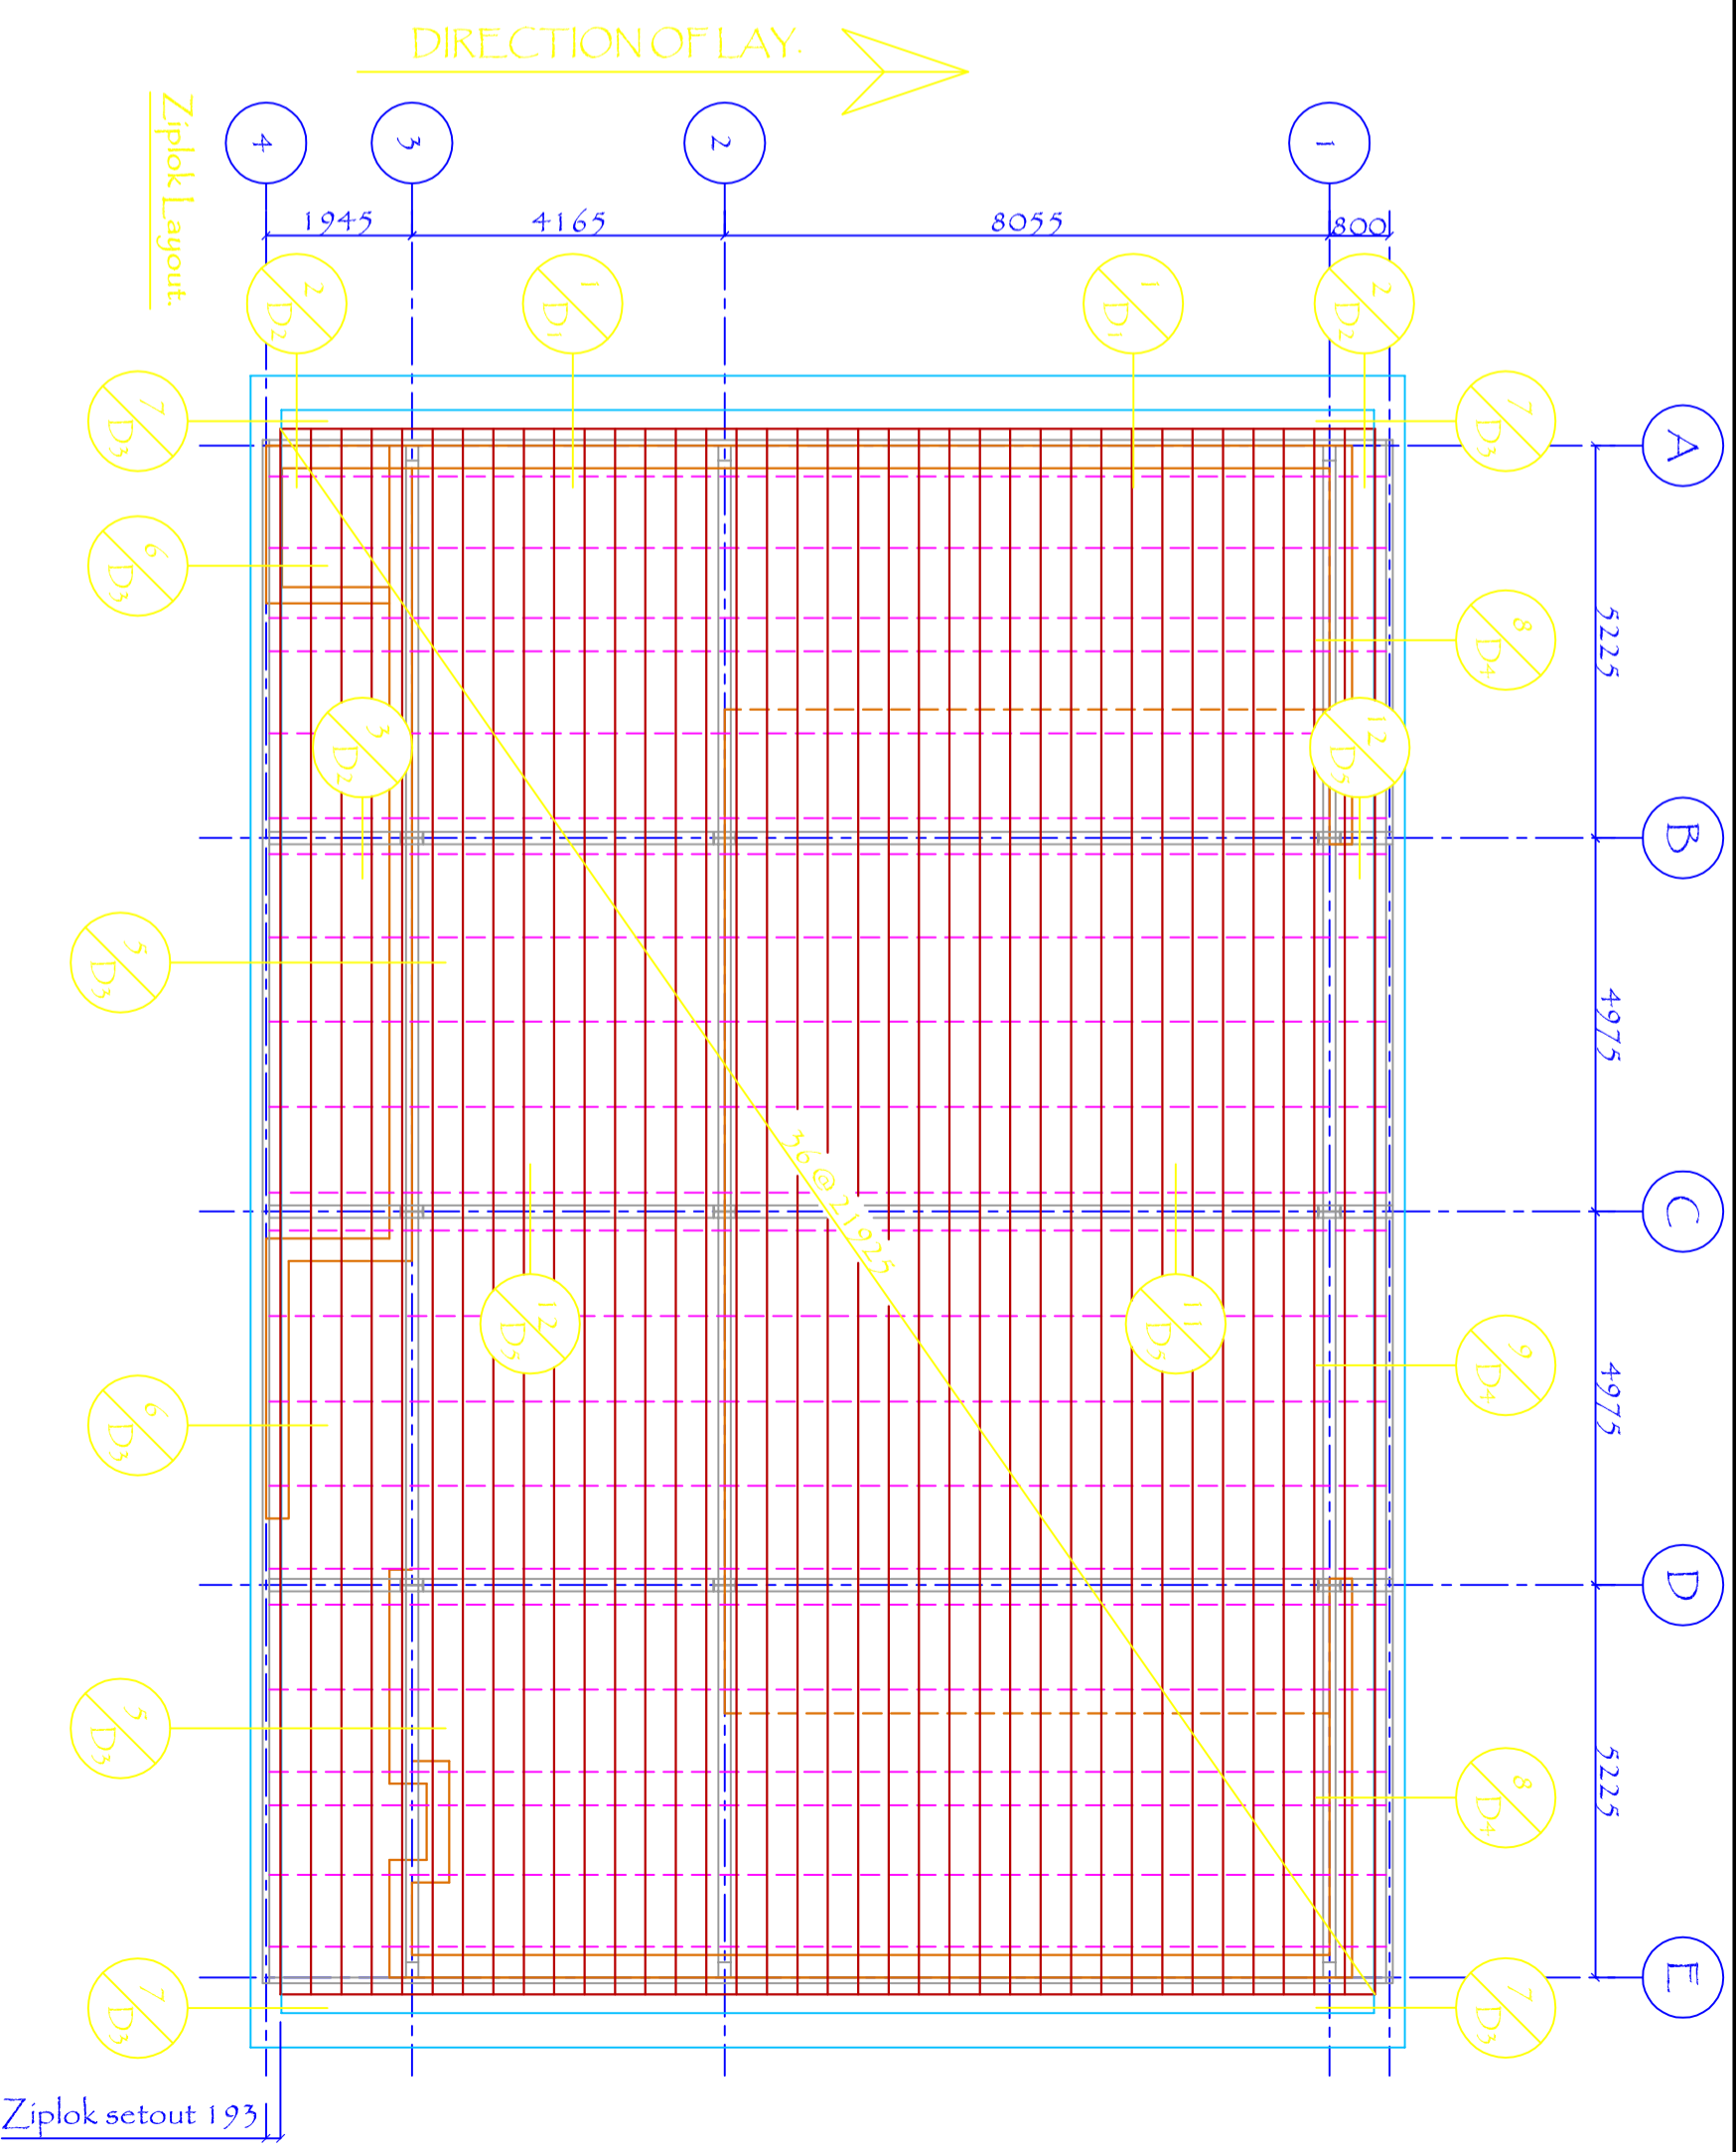 DIRECTION OF LAY.
Ziplok Layout.
4
3
2
1
1945
4165
8055
800
2
D2
1
D1
1
D1
2
D2
7
D3
7
D3
A
6
D3
8
D4
5225
3
D2
12
D5
B
5
D3
4975
36@21925
C
12
D5
11
D5
9
D4
4975
6
D3
D
5
D3
8
D4
5225
7
D3
7
D3
E
Ziplok setout 193